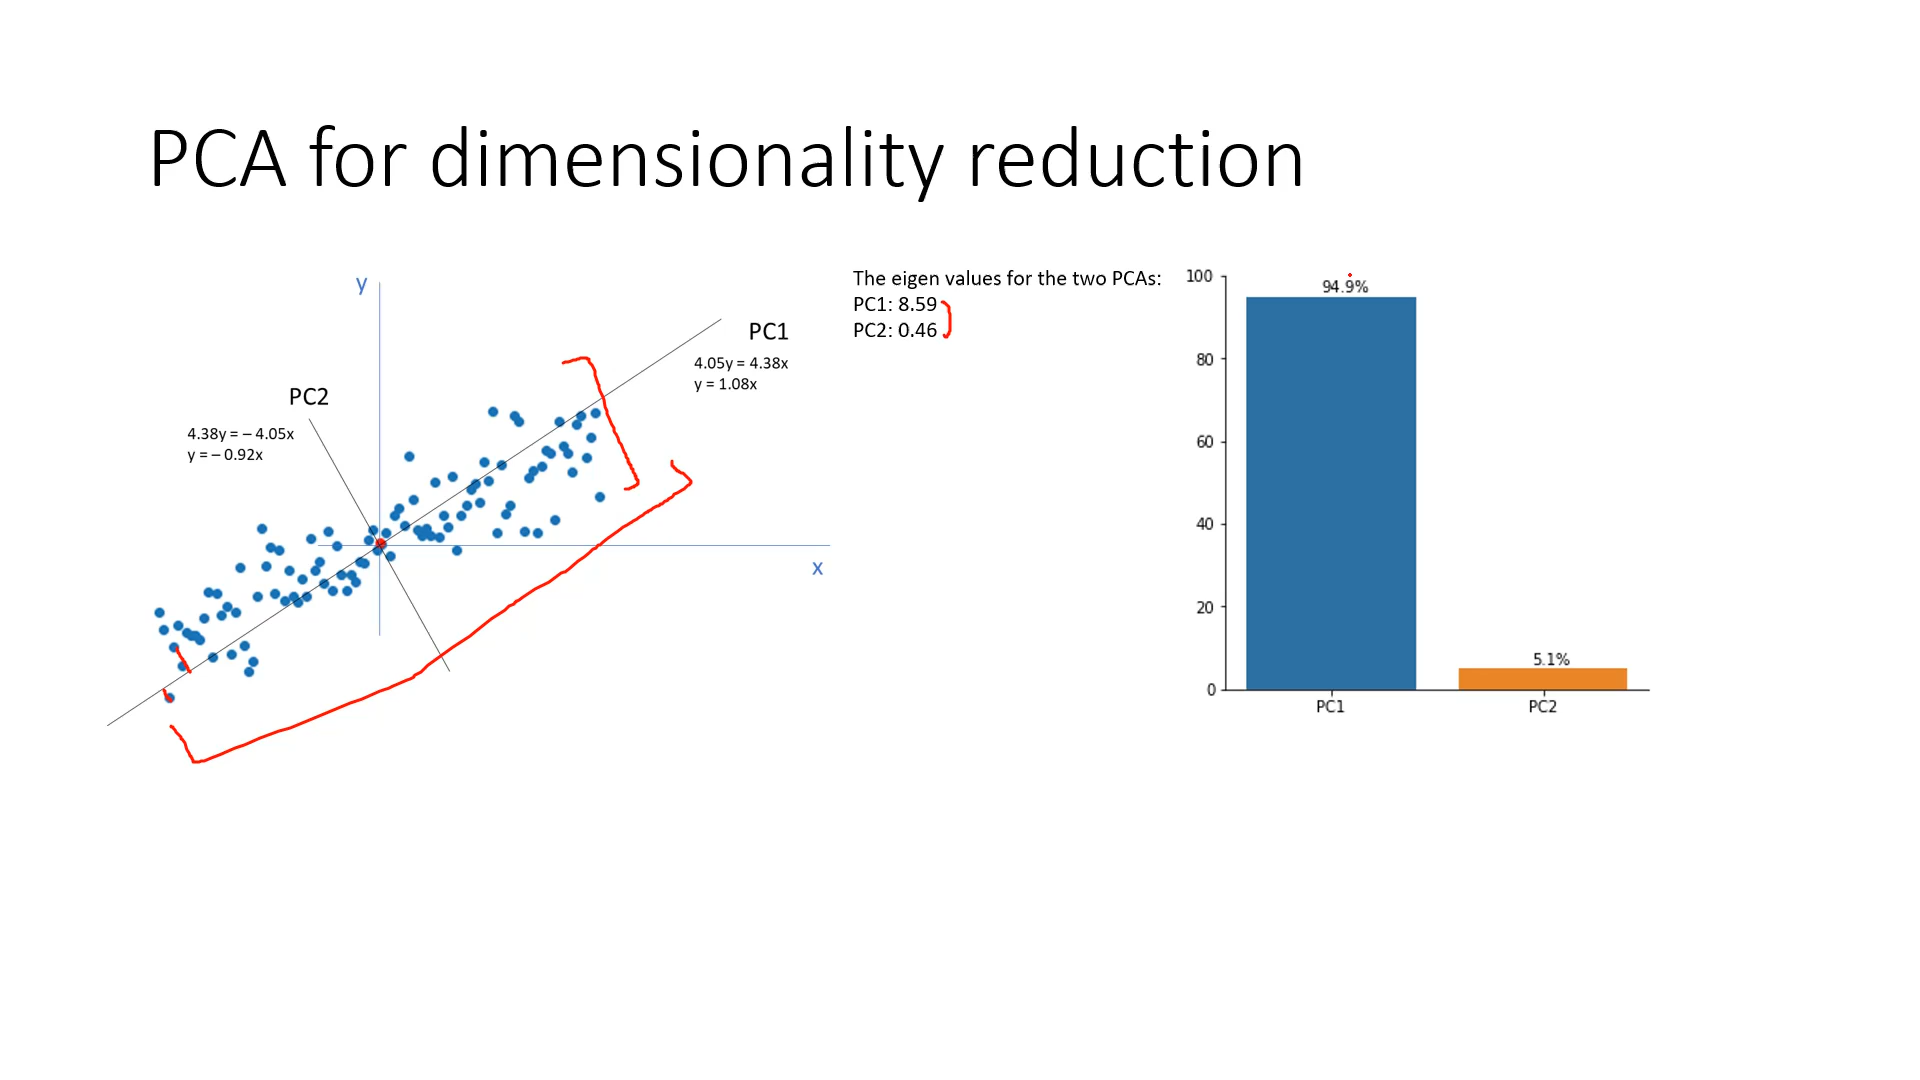 PCA for dimensionality reduction
y
PC1
4.05y = 4.38x
y = 1.08x
PC2
4.38y = – 4.05x
y = – 0.92x
x
The eigen values for the two PCAs:
PC1: 8.59
PC2: 0.46
100
80
60
40
20
0
94.9%
5.1%
PC1
PC2